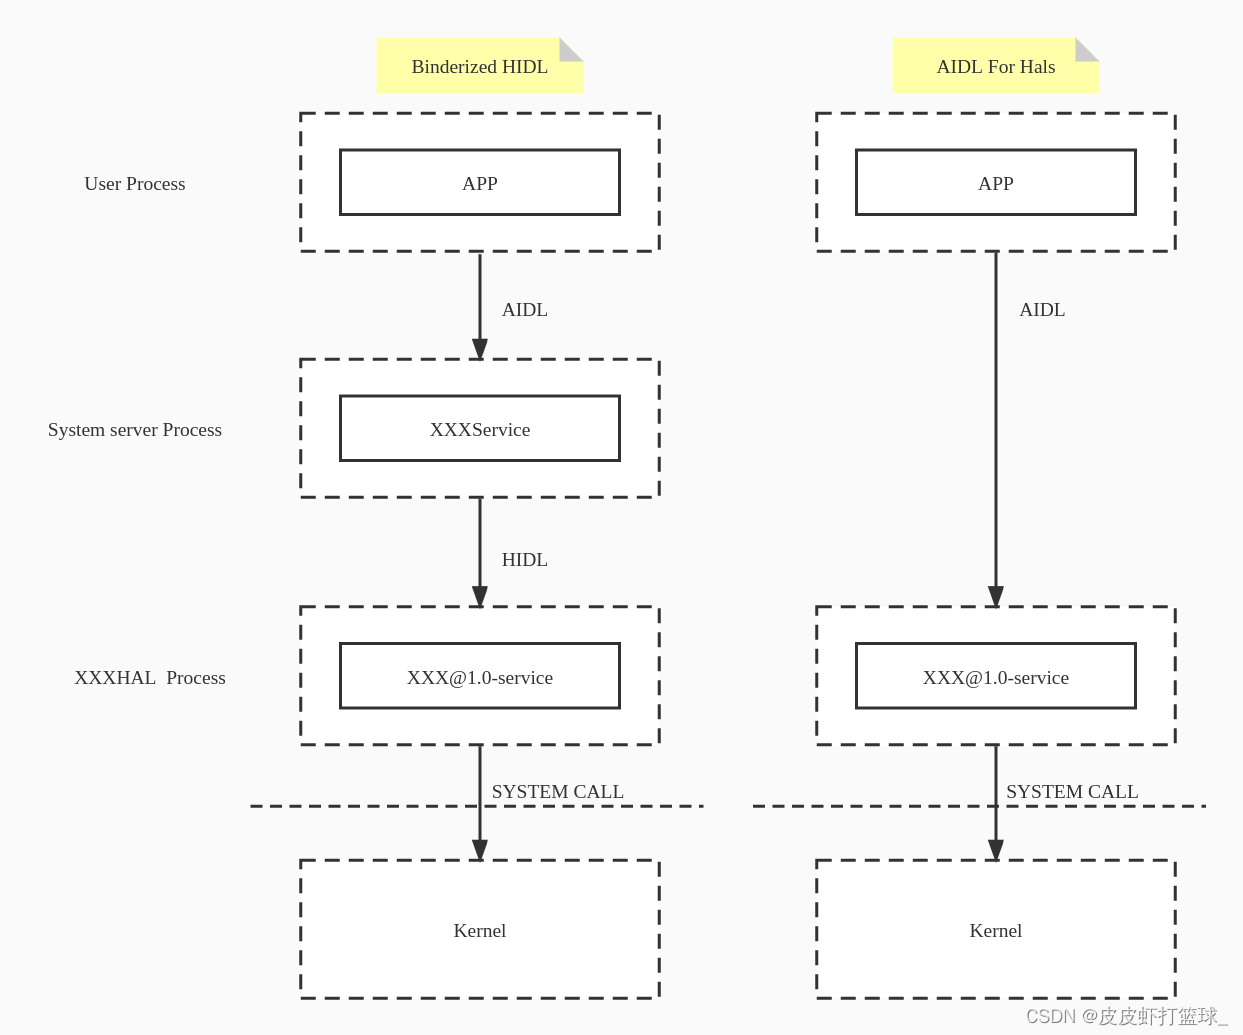 Binderized HIDL
AIDL For Hals
User Process
APP
APP
AIDL
AIDL
System server Process
XXXService
HIDL
XXXHAL  Process
XXX@1.0-service
XXX@1.0-service
SYSTEM CALL
SYSTEM CALL
Kernel
Kernel
CSDN @皮皮虾打篮球_